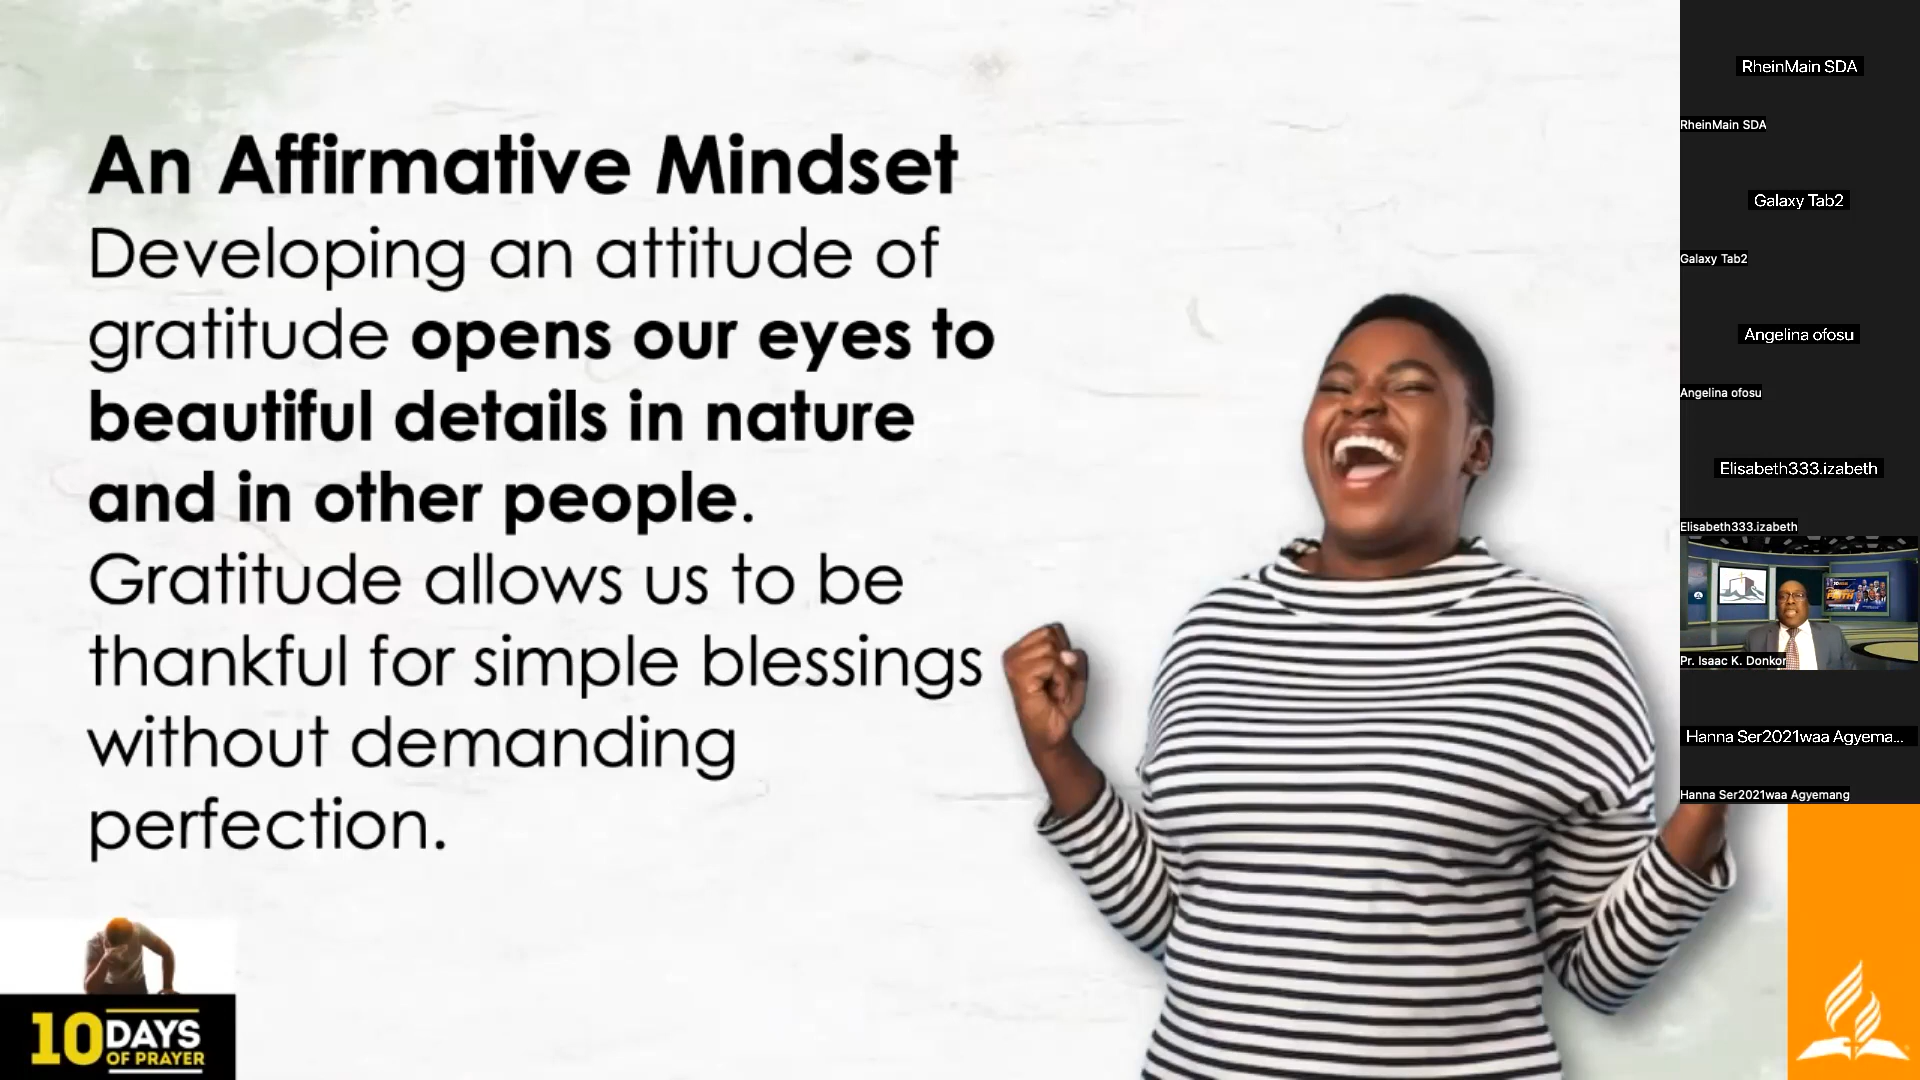 An Affirmative Mindset
Developing an attitude of
gratitude opens our eyes to
beautiful details in nature
and in other people.
Gratitude allows us to be
thankful for simple blessings
without demanding
perfection.
10 DAYS
OF PRAYER
RheinMain SDA
RheinMain SDA
Galaxy Tab2
Galaxy Tab2
Angelina ofosu
Angelina ofosu
Elisabeth333.izabeth
Elisabeth333.izabeth
Pr. Isaac K. Donkor
Hanna Ser2021waa Agyema...
Hanna Ser2021waa Agyemang